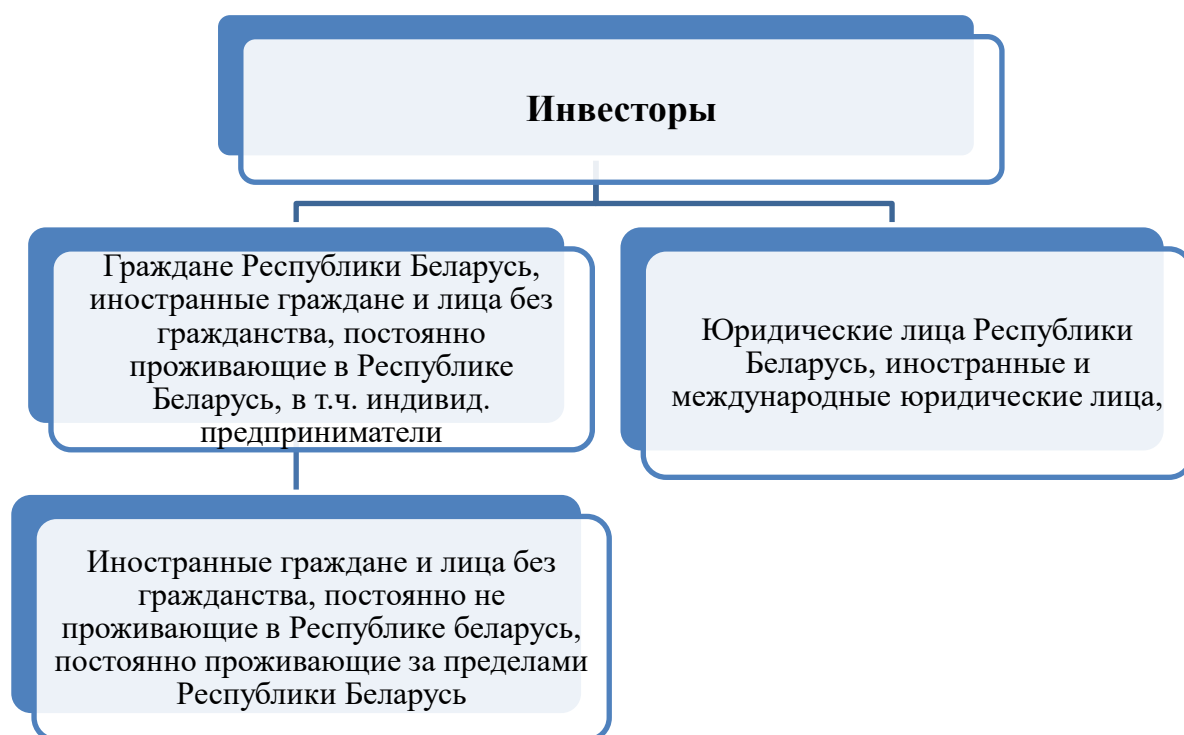 Инвесторы
Граждане Республики Беларусь,
иностранные граждане и лица без
гражданства, постоянно
проживающие в Республике
Беларусь, в т.ч. индивид.
предприниматели
Юридические лица Республики
Беларусь, иностранные и
международные юридические лица,
Иностранные граждане и лица без
гражданства, постоянно не
проживающие в Республике беларусь,
постоянно проживающие за пределами
Республики Беларусь